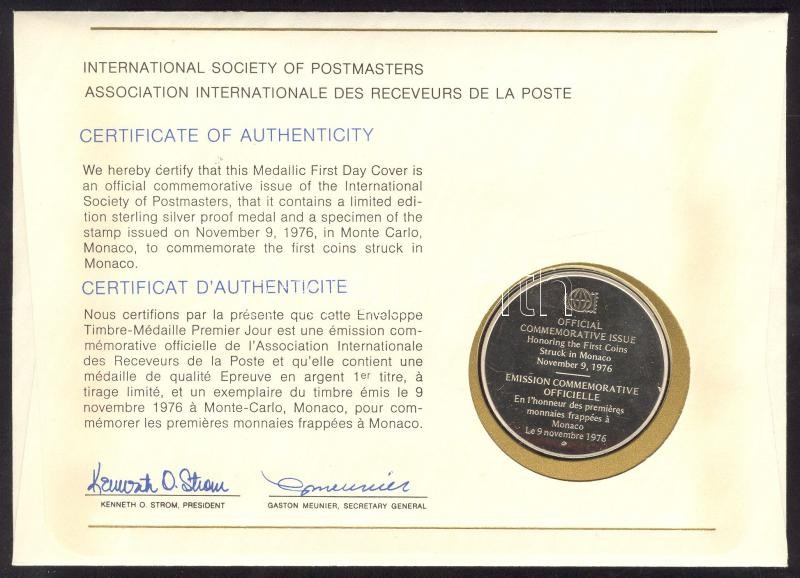 INTERNATIONAL SOCIETY OF POSTMASTERS
ASSOCIATION INTERNATIONALE DES RECEVEURS DE LA POSTE
CERTIFICATE OF AUTHENTICITY
We hereby certify that this Medallic First Day Cover is
an official commemorative issue of the International
Society of Postmasters, that it contains a limited edi-
tion sterling silver proof medal and a specimen of the
stamp issued on November 9, 1976, in Monte Carlo,
Monaco, to commemorate the first coins struck in
Monaco.
CERTIFICAT D'AUTHENTICITE
Nous certifions par la présente que cette Enveloppe
Timbre-Médaille Premier Jour est une émission com-
mémorative officielle de l'Association Internationale
des Receveurs de la Poste et qu'elle contient une
médaille de qualité Epreuve en argent 1er titre, à
tirage limité, et un exemplaire du timbre émis le 9
novembre 1976 à Monte-Carlo, Monaco, pour com-
mémorer les premières monnaies frappées à Monaco.
Kenneth O. Strom
G Meunier
KENNETH O. STROM, PRESIDENT
GASTON MEUNIER, SECRETARY GENERAL
OFFICIAL
COMMEMORATIVE ISSUE
Honoring the First Coins
Struck in Monaco
November 9, 1976
EMISSION COMMEMORATIVE
OFFICIELLE
En l'honneur des premières
monnaies frappées à
Monaco
Le 9 novembre 1976